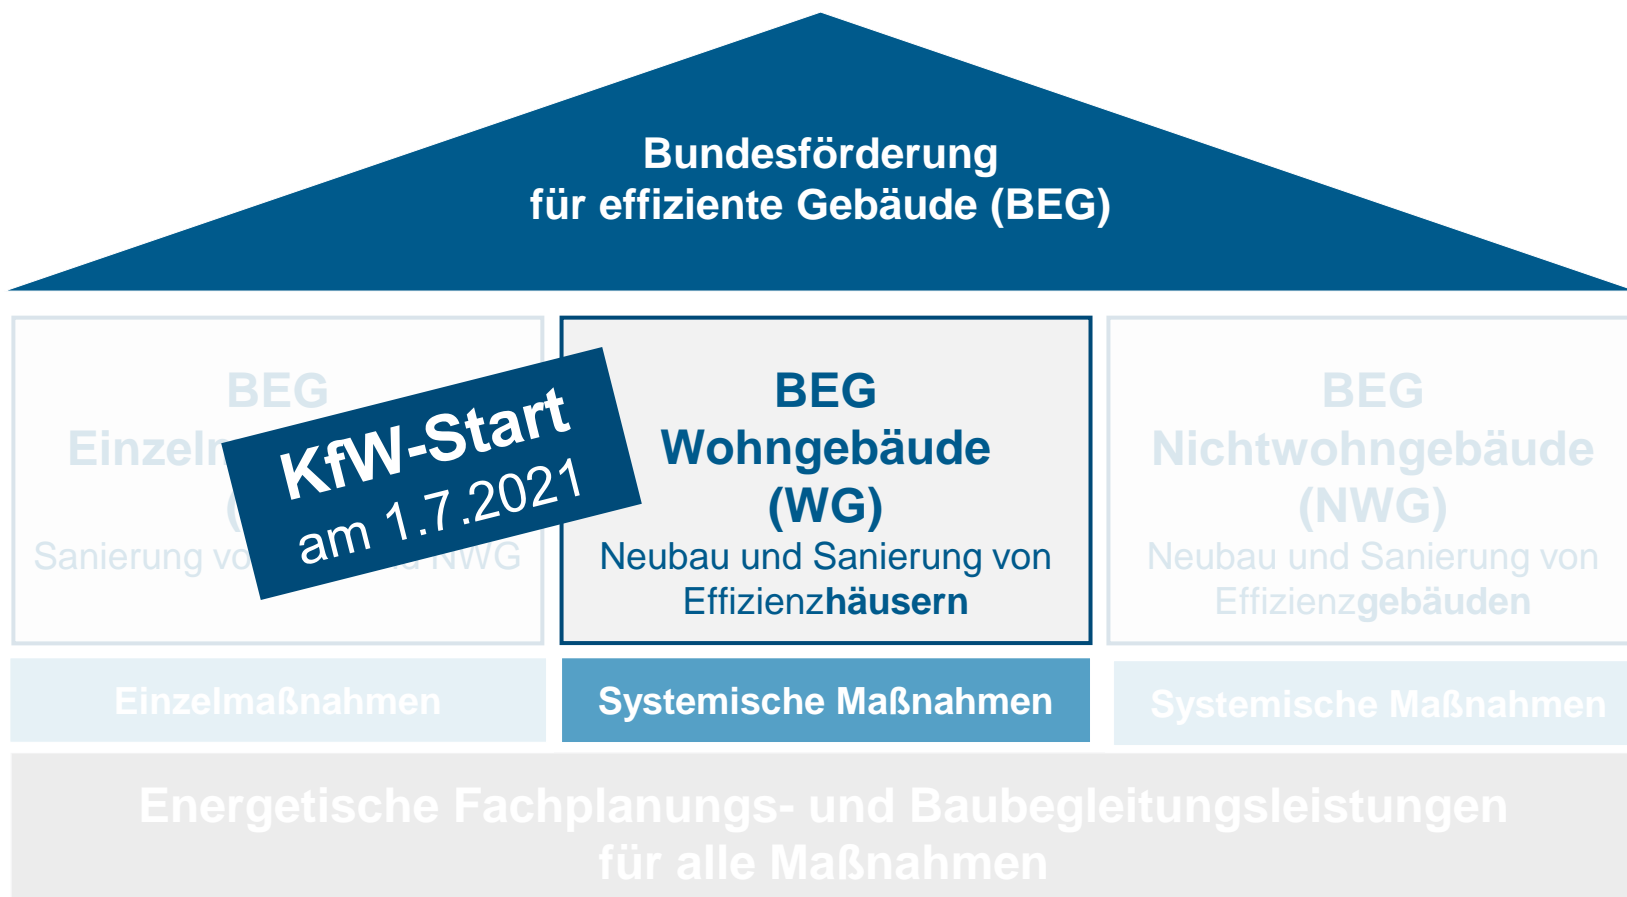 Bundesförderung
für effiziente Gebäude (BEG)
BEG
KfW-Start
am 1.7.2021
Sanierung NWG
BEG
Wohngebäude
(WG)
Neubau und Sanierung von
Effizienzhäusern
BEG
Nichtwohngebäude
(NWG)
Neubau und Sanierung von
Effizienzgebäuden
Einzelmaßnahmen
Systemische Maßnahmen
Systemische Maßnahmen
Energetische Fachplanungs- und Baubegleitungsleistungen
für alle Maßnahmen